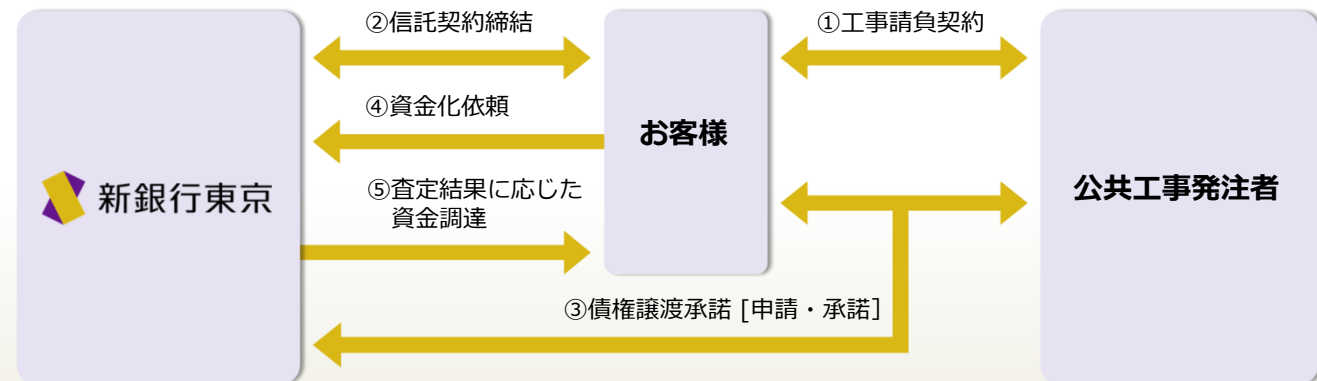 ②信託契約締結
①工事請負契約
④資金化依頼
お客様
新銀行東京
⑤査定結果に応じた
資金調達
公共工事発注者
③債権譲渡承諾 [申請・承諾]